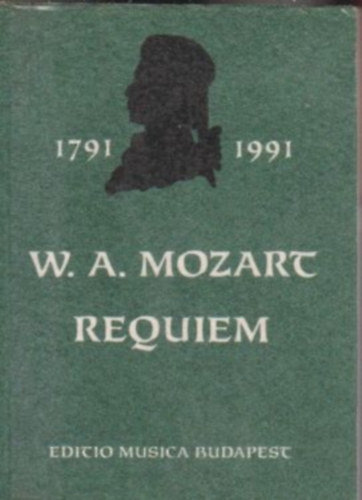 1791 1991
W. A. MOZART
REQUIEM
EDITIO MUSICA BUDAPEST